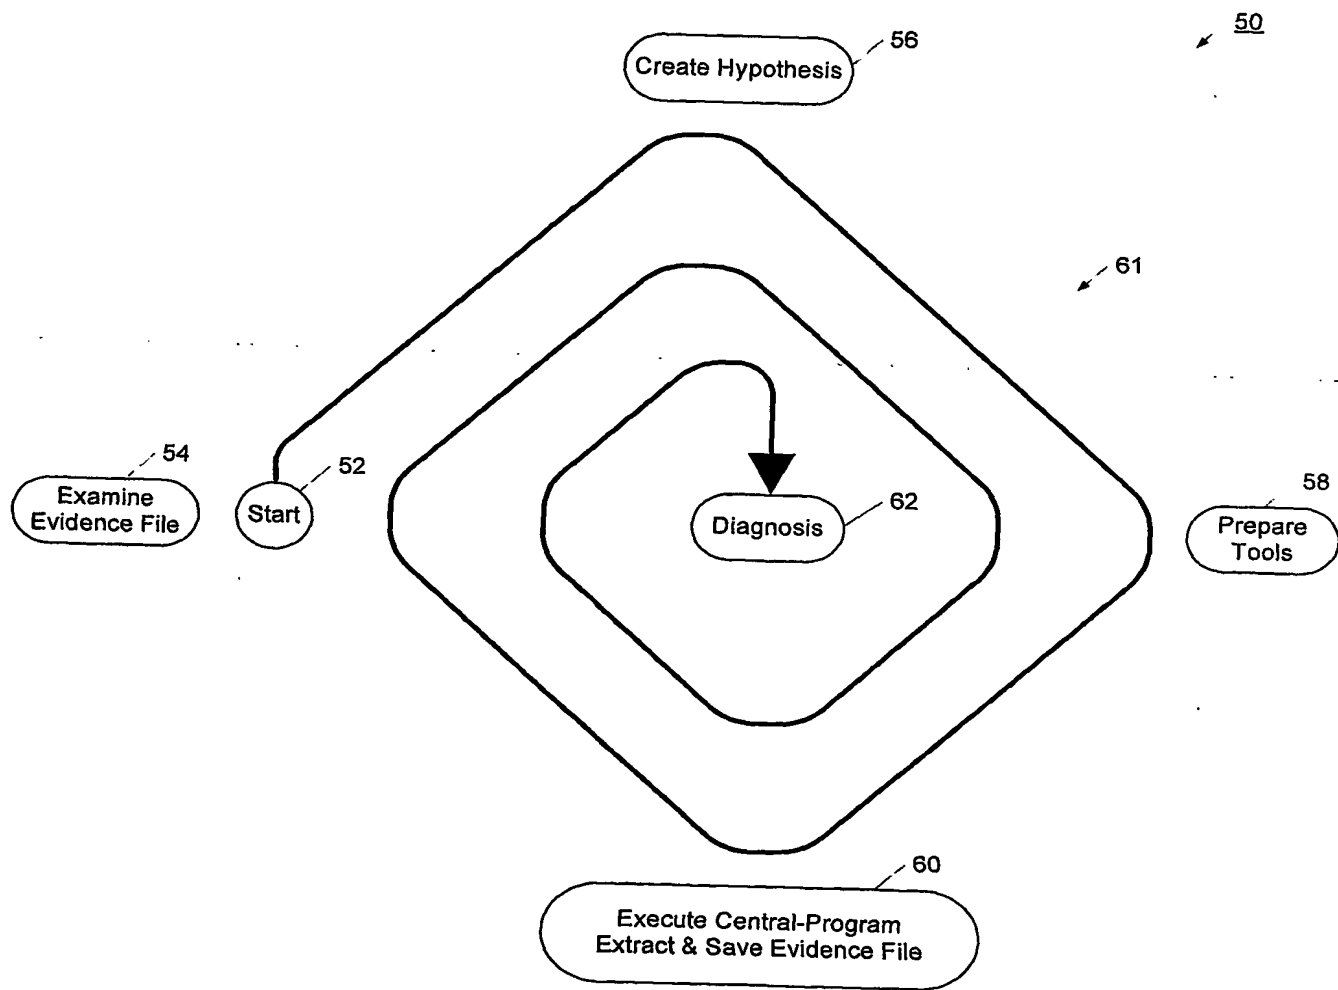 50
56
Create Hypothesis
61
54
52
Examine
Evidence File
Start
62
Diagnosis
58
Prepare
Tools
60
Execute Central-Program
Extract & Save Evidence File